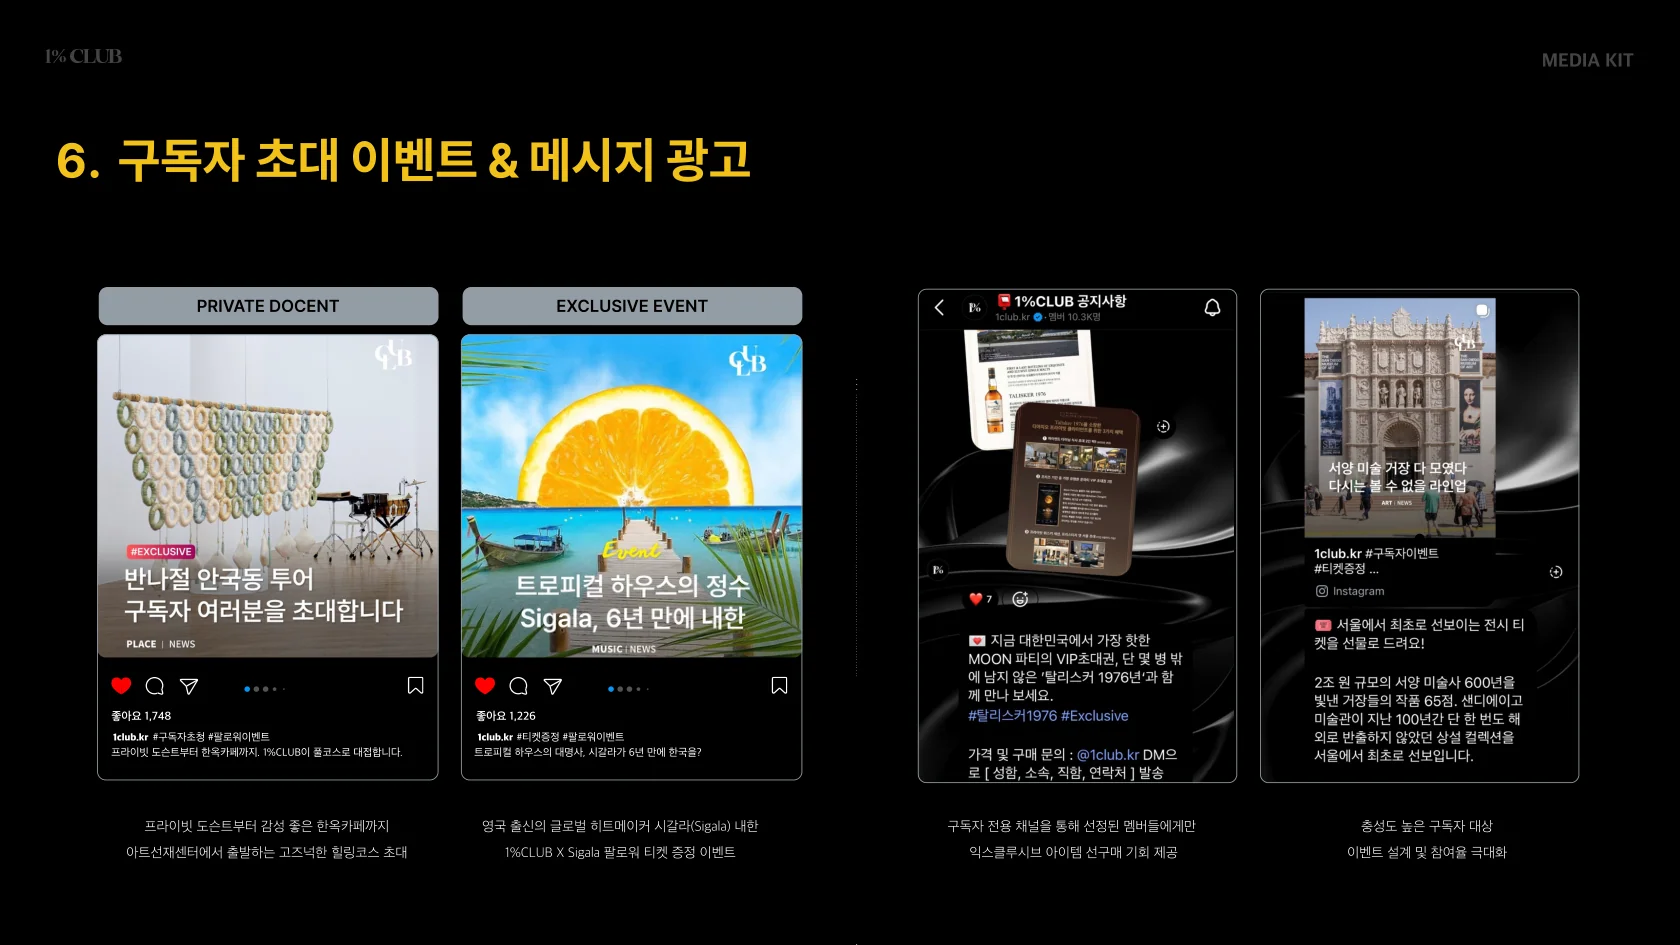 1% CLUB
MEDIA KIT
6. 구독자 초대 이벤트 & 메시지 광고
PRIVATE DOCENT
CLUB
#EXCLUSIVE
반나절 안국동 투어
구독자 여러분을 초대합니다
PLACE | NEWS
좋아요 1,748
1club.kr #구독자초청 #팔로워이벤트
프라이빗 도슨트부터 한옥카페까지. 1%CLUB이 풀코스로 대접합니다.
프라이빗 도슨트부터 감성 좋은 한옥카페까지
아트선재센터에서 출발하는 고즈넉한 힐링코스 초대
EXCLUSIVE EVENT
CLUB
Event
트로피컬 하우스의 정수
Sigala, 6년 만에 내한
MUSIC | NEWS
좋아요 1,226
1club.kr #티켓증정 #팔로워이벤트
트로피컬 하우스의 대명사, 시갈라가 6년 만에 한국을?
영국 출신의 글로벌 히트메이커 시갈라(Sigala) 내한
1%CLUB X Sigala 팔로워 티켓 증정 이벤트
1%
1%CLUB 공지사항
1club.kr · 멤버 10.3K명
TALISKER 1976
1%
7
지금 대한민국에서 가장 핫한
MOON 파티의 VIP초대권, 단 몇 병 밖
에 남지 않은 '탈리스커 1976년'과 함
께 만나 보세요.
#탈리스커1976 #Exclusive
가격 및 구매 문의 : @1club.kr DM으
로 [ 성함, 소속, 직함, 연락처 ] 발송
구독자 전용 채널을 통해 선정된 멤버들에게만
익스클루시브 아이템 선구매 기회 제공
CLUB
서양 미술 거장 다 모였다
다시는 볼 수 없을 라인업
ART | NEWS
1club.kr #구독자이벤트
#티켓증정 ...
Instagram
서울에서 최초로 선보이는 전시 티
켓을 선물로 드려요!
2조 원 규모의 서양 미술사 600년을
빛낸 거장들의 작품 65점. 샌디에이고
미술관이 지난 100년간 단 한 번도 해
외로 반출하지 않았던 상설 컬렉션을
서울에서 최초로 선보입니다.
충성도 높은 구독자 대상
이벤트 설계 및 참여율 극대화